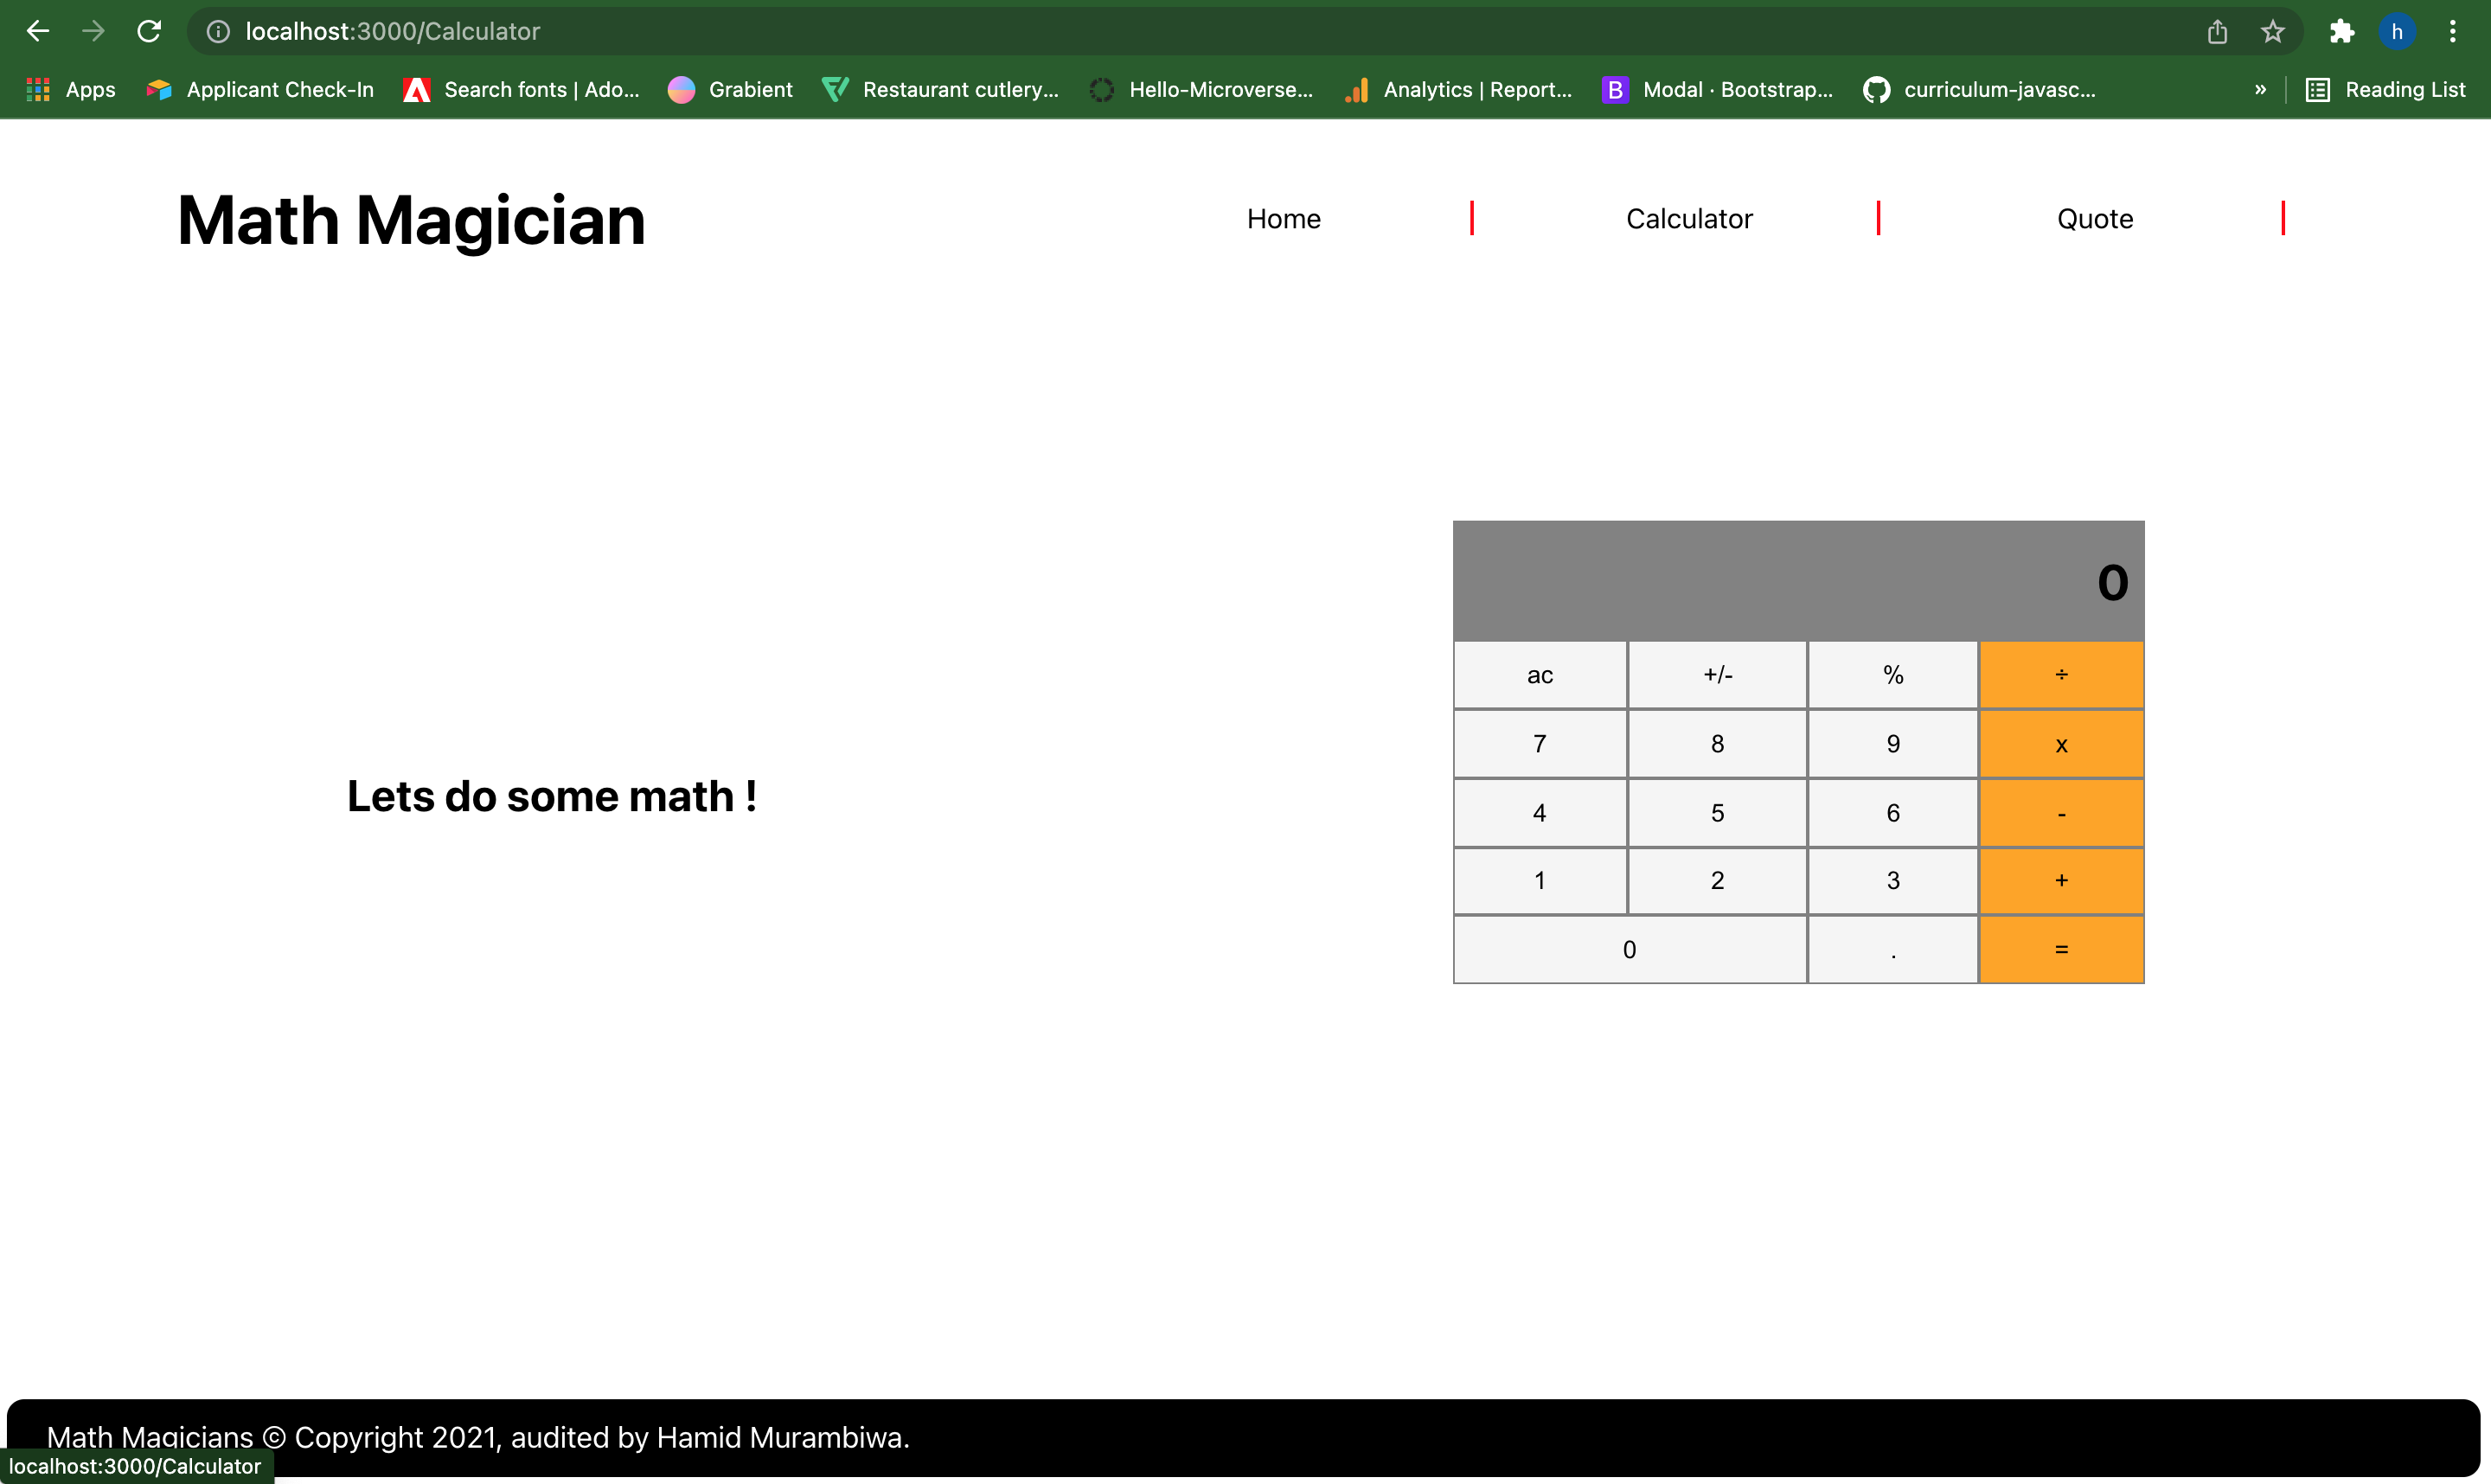 localhost:3000/Calculator
Apps Applicant Check-In Search fonts | Ado... Grabient Restaurant cutlery... Hello-Microverse... Analytics | Report... B Modal · Bootstrap... curriculum-javasc... » Reading List
h
Math Magician
Home Calculator Quote
Lets do some math !
0
ac +/- % ÷
7 8 9 x
4 5 6 -
1 2 3 +
0 . =
Math Magicians © Copyright 2021, audited by Hamid Murambiwa.
localhost:3000/Calculator